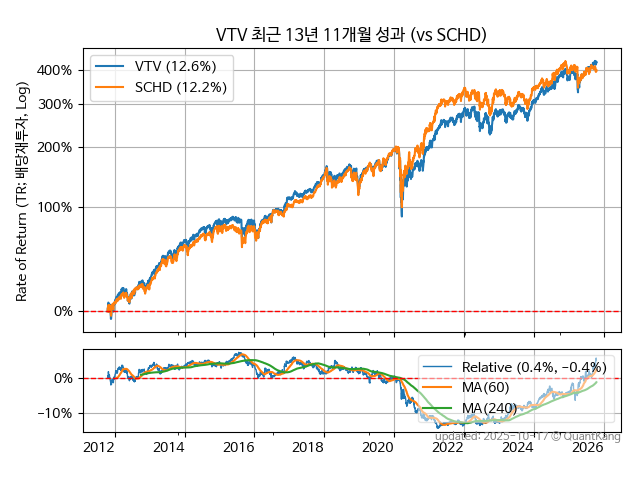 VTV 최근 13년 11개월 성과 (vs SCHD)
Rate of Return (TR; 배당재투자, Log)
400%
300%
200%
100%
0%
VTV (12.6%)
SCHD (12.2%)
0%
−10%
Relative (0.4%, −0.4%)
MA(60)
MA(240)
2012 2014 2016 2018 2020 2022 2024 2026
updated: 2025-10-17 © QuantKang